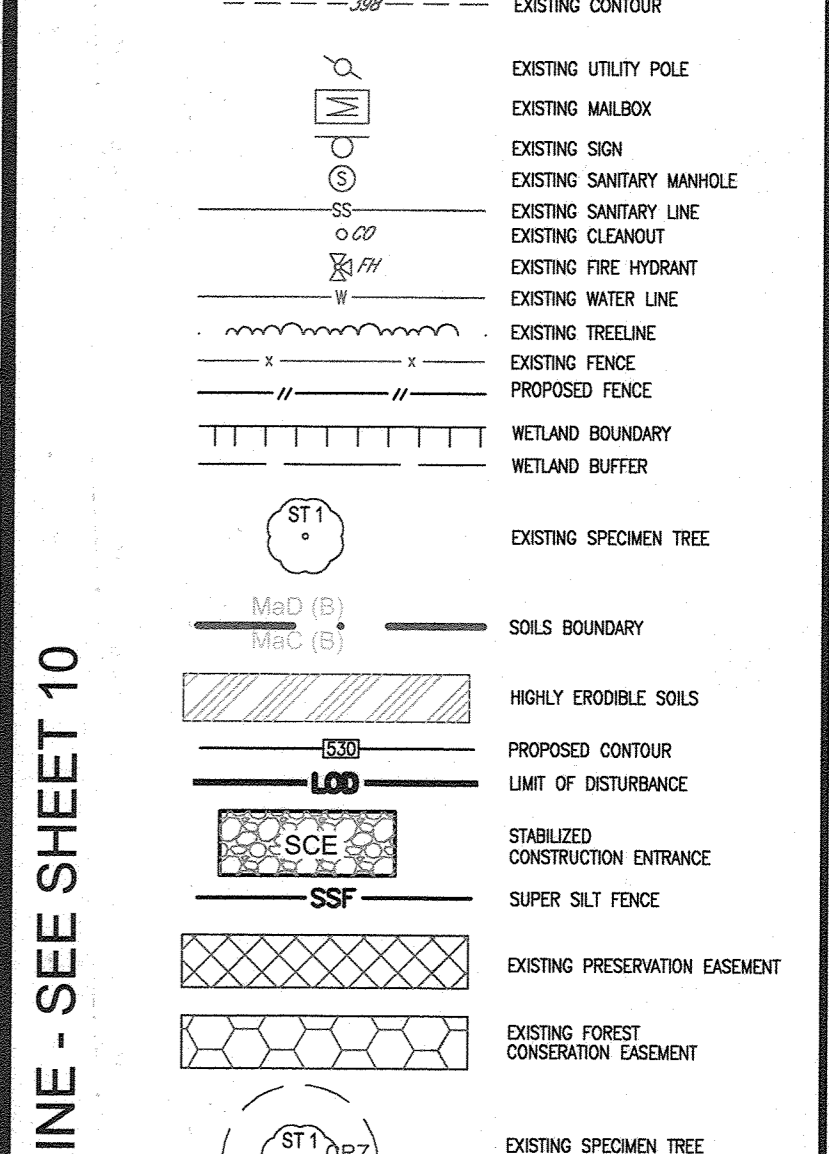 398 EXISTING CONTOUR
EXISTING UTILITY POLE
EXISTING MAILBOX
EXISTING SIGN
S EXISTING SANITARY MANHOLE
SS EXISTING SANITARY LINE
CO EXISTING CLEANOUT
FH EXISTING FIRE HYDRANT
W EXISTING WATER LINE
EXISTING TREELINE
x x EXISTING FENCE
// // PROPOSED FENCE
WETLAND BOUNDARY
WETLAND BUFFER
ST 1
EXISTING SPECIMEN TREE
MaD (B)
SOILS BOUNDARY
MaC (B)
HIGHLY ERODIBLE SOILS
530 PROPOSED CONTOUR
LOD LIMIT OF DISTURBANCE
SCE STABILIZED
CONSTRUCTION ENTRANCE
SSF SUPER SILT FENCE
EXISTING PRESERVATION EASEMENT
EXISTING FOREST
CONSERATION EASEMENT
ST 1 EXISTING SPECIMEN TREE
INE - SEE SHEET 10